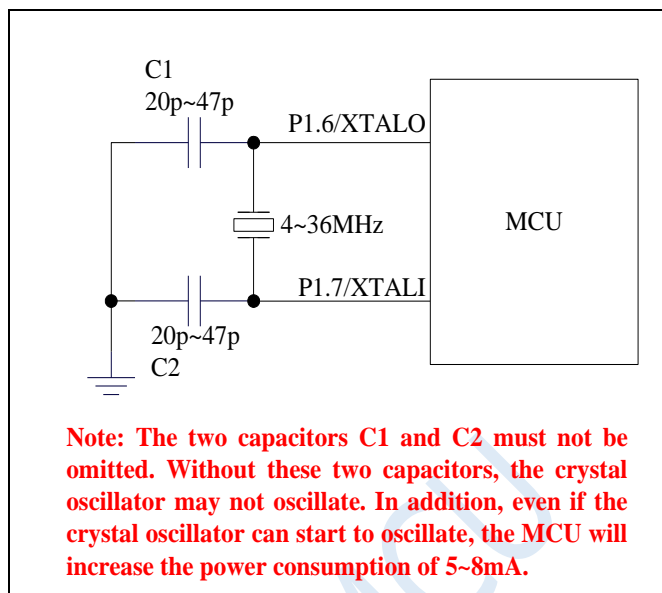 C1
20p~47p
P1.6/XTALO
4~36MHz
MCU
P1.7/XTALI
20p~47p
C2
Note: The two capacitors C1 and C2 must not be
omitted. Without these two capacitors, the crystal
oscillator may not oscillate. In addition, even if the
crystal oscillator can start to oscillate, the MCU will
increase the power consumption of 5~8mA.